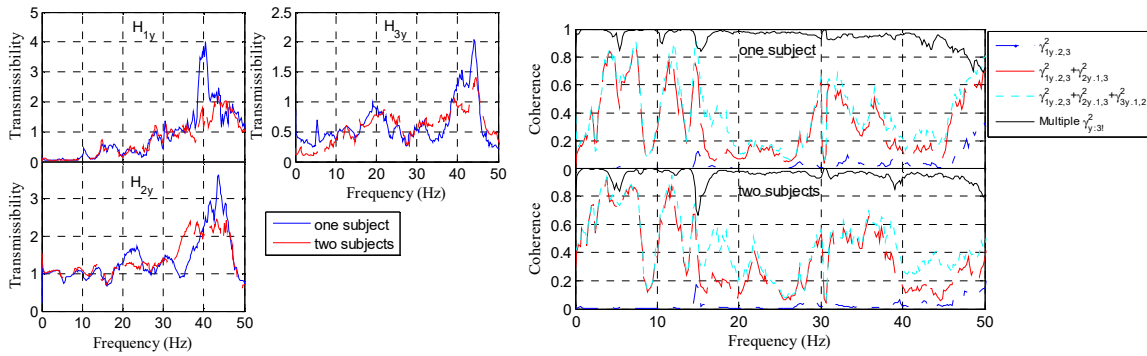 H1y
Transmissibility
5
4
3
2
1
0
H2y
Transmissibility
3
2
1
0
0 10 20 30 40 50
Frequency (Hz)
H3y
Transmissibility
2.5
2
1.5
1
0.5
0
0 10 20 30 40 50
Frequency (Hz)
one subject
two subjects
one subject
Coherence
1
0.8
0.6
0.4
0.2
0
two subjects
Coherence
1
0.8
0.6
0.4
0.2
0
0 10 20 30 40 50
Frequency (Hz)
γ²1y.2,3
γ²1y.2,3+γ²2y.1,3
γ²1y.2,3+γ²2y.1,3+γ²3y.1,2
Multiple γ²y:3!